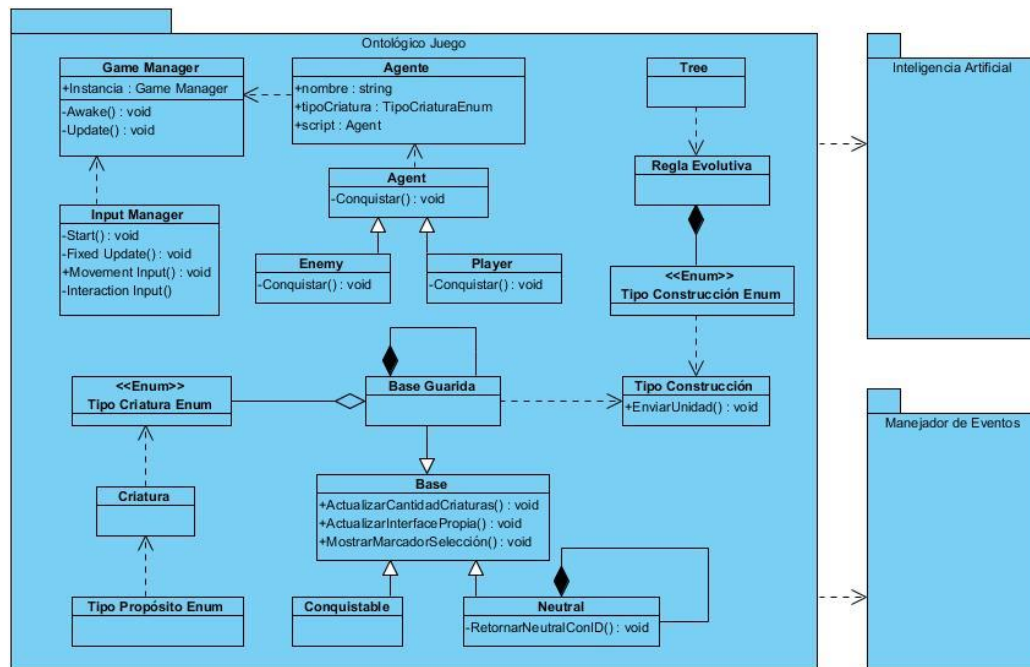 Ontológico Juego
Game Manager
+Instancia : Game Manager
-Awake() : void
-Update() : void
Agente
+nombre : string
+tipoCriatura : TipoCriaturaEnum
+script : Agent
Tree
Inteligencia Artificial
Regla Evolutiva
Agent
-Conquistar() : void
Input Manager
-Start() : void
-Fixed Update() : void
+Movement Input() : void
-Interaction Input()
Enemy
-Conquistar() : void
Player
-Conquistar() : void
<<Enum>>
Tipo Construcción Enum
<<Enum>>
Tipo Criatura Enum
Base Guarida
Tipo Construcción
+EnviarUnidad() : void
Manejador de Eventos
Criatura
Base
+ActualizarCantidadCriaturas() : void
+ActualizarInterfacePropia() : void
+MostrarMarcadorSelección() : void
Tipo Propósito Enum
Conquistable
Neutral
-RetornarNeutralConID() : void